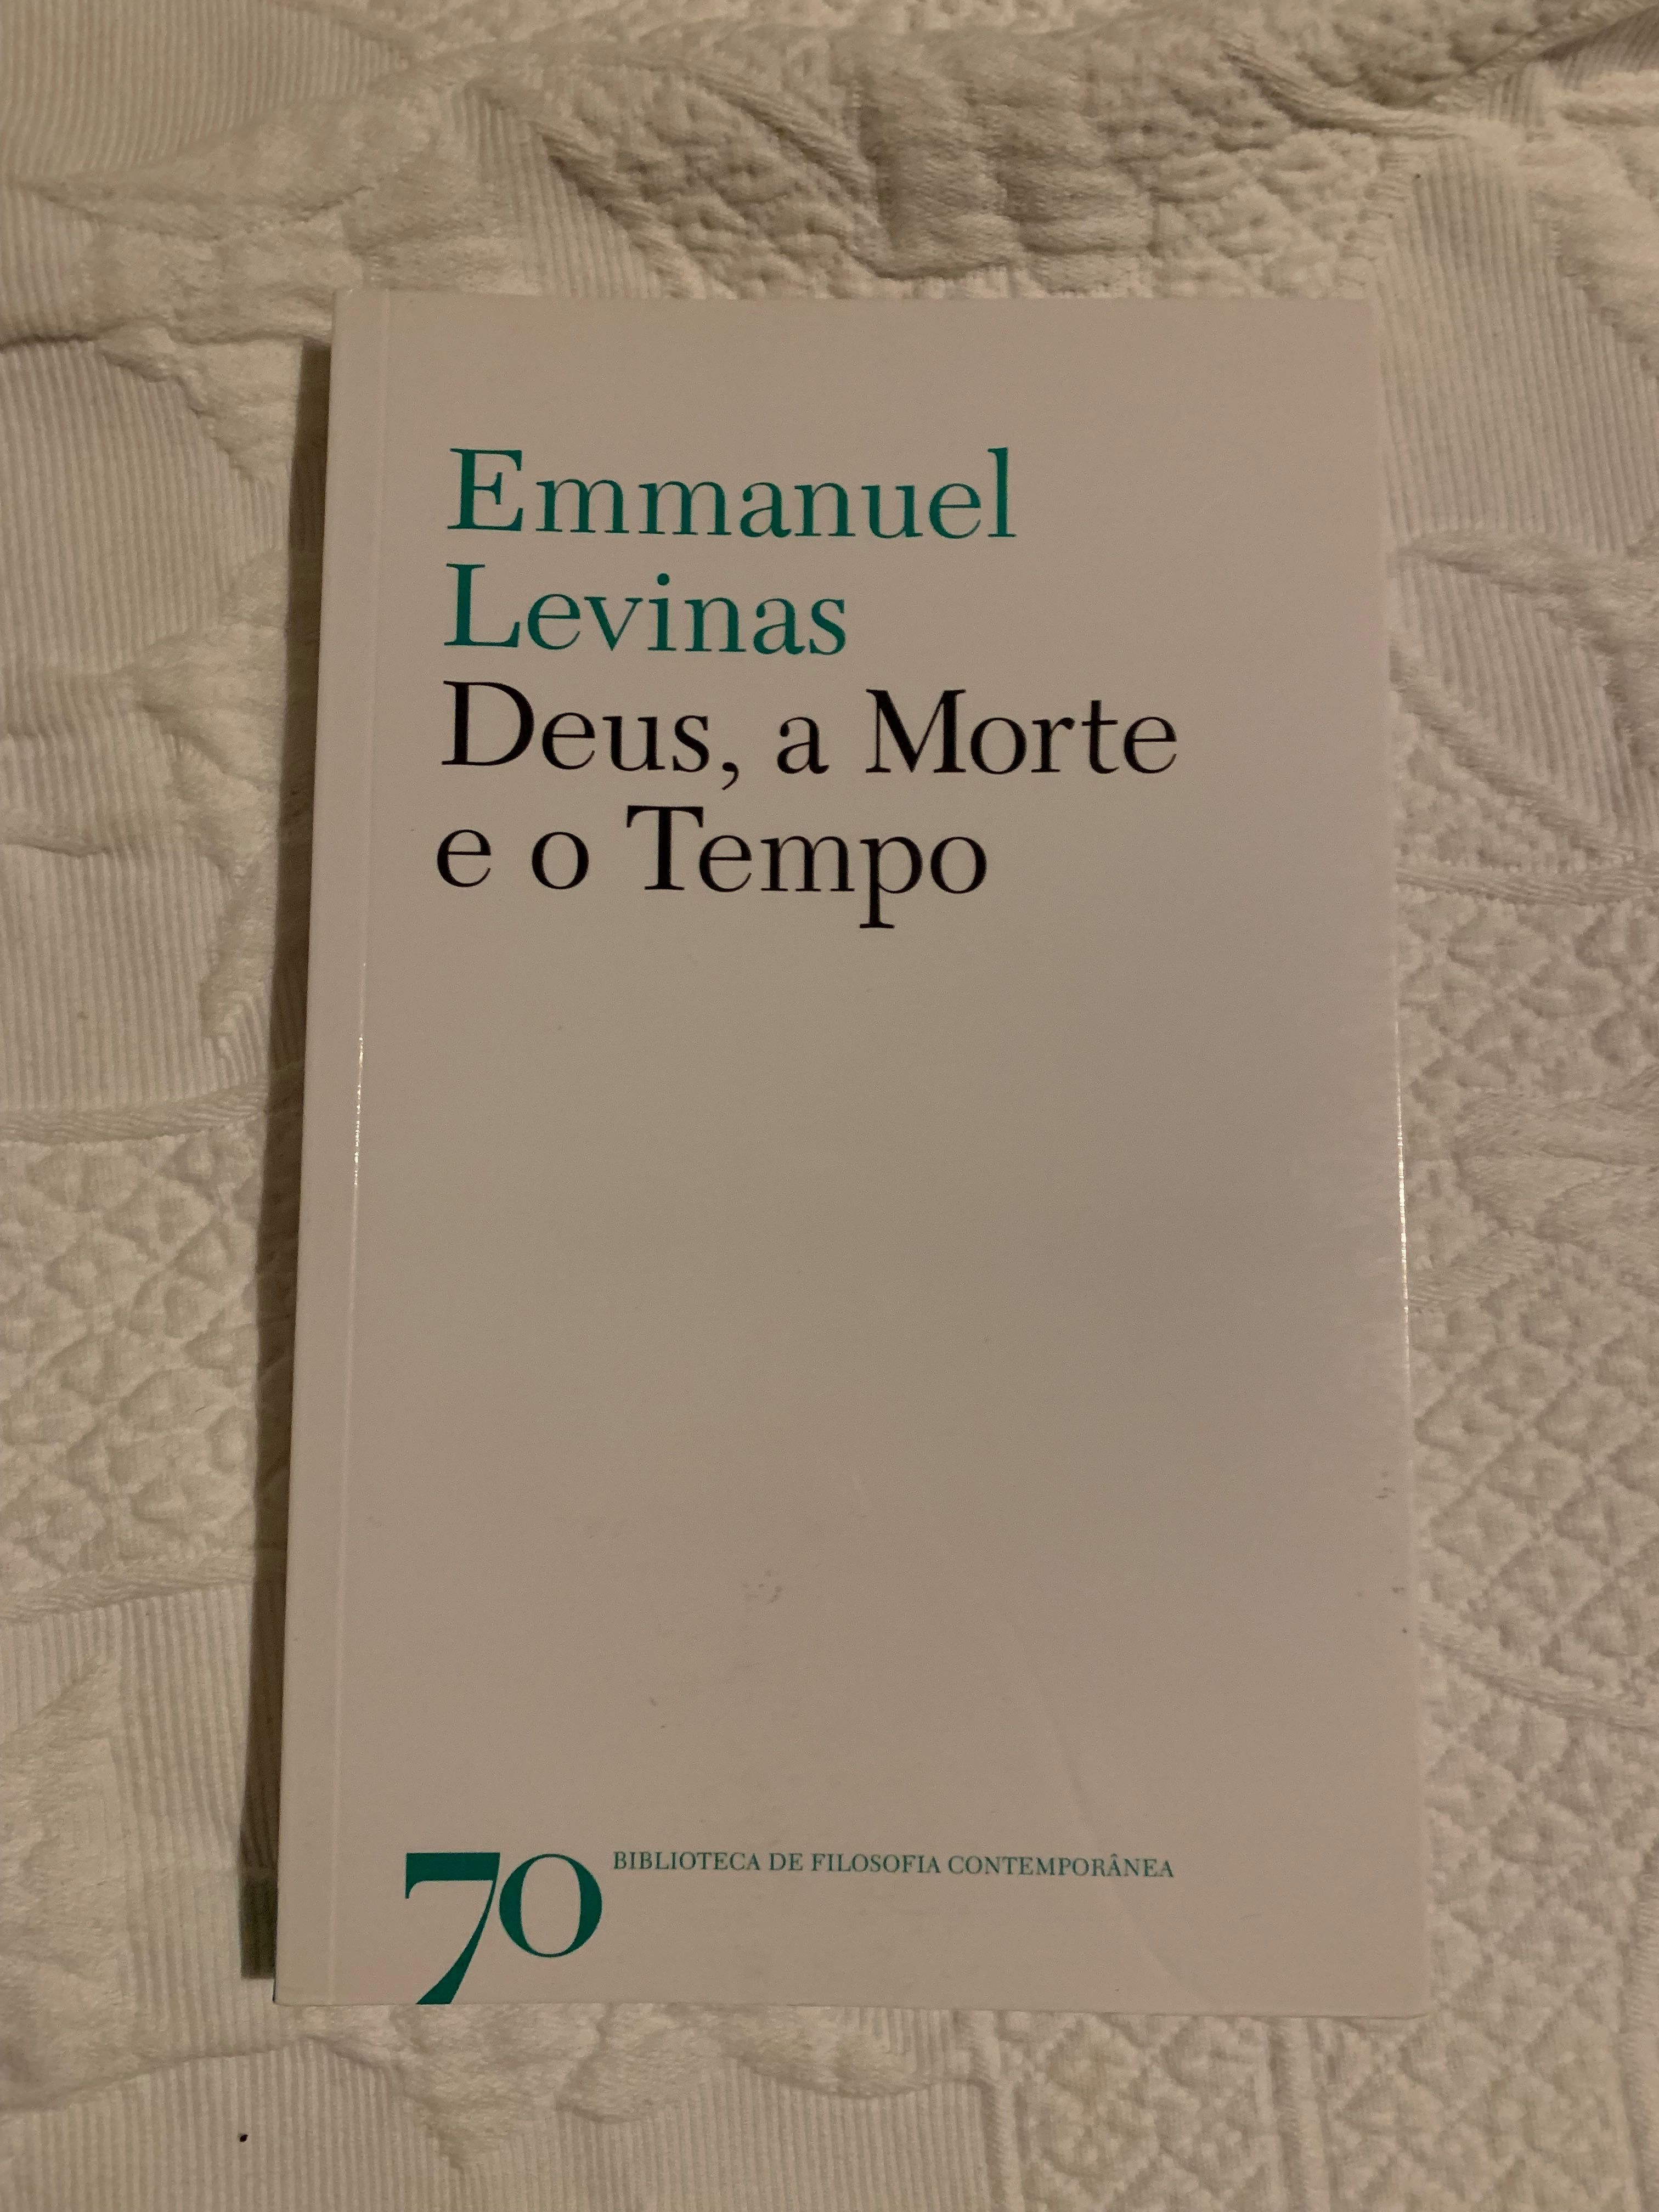 Emmanuel
Levinas
Deus, a Morte
e o Tempo
70 BIBLIOTECA DE FILOSOFIA CONTEMPORÂNEA